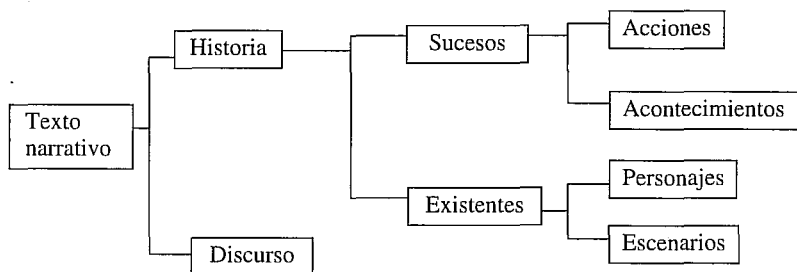 Texto
narrativo
Historia
Discurso
Sucesos
Existentes
Acciones
Acontecimientos
Personajes
Escenarios